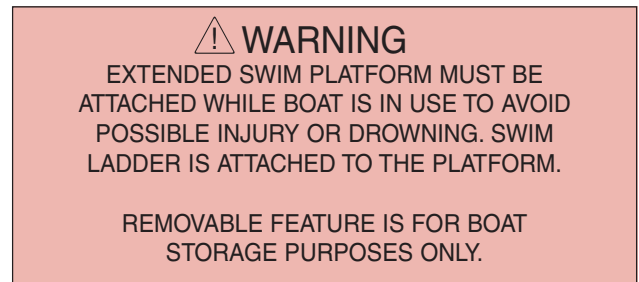 ⚠ WARNING
EXTENDED SWIM PLATFORM MUST BE
ATTACHED WHILE BOAT IS IN USE TO AVOID
POSSIBLE INJURY OR DROWNING. SWIM
LADDER IS ATTACHED TO THE PLATFORM.
REMOVABLE FEATURE IS FOR BOAT
STORAGE PURPOSES ONLY.